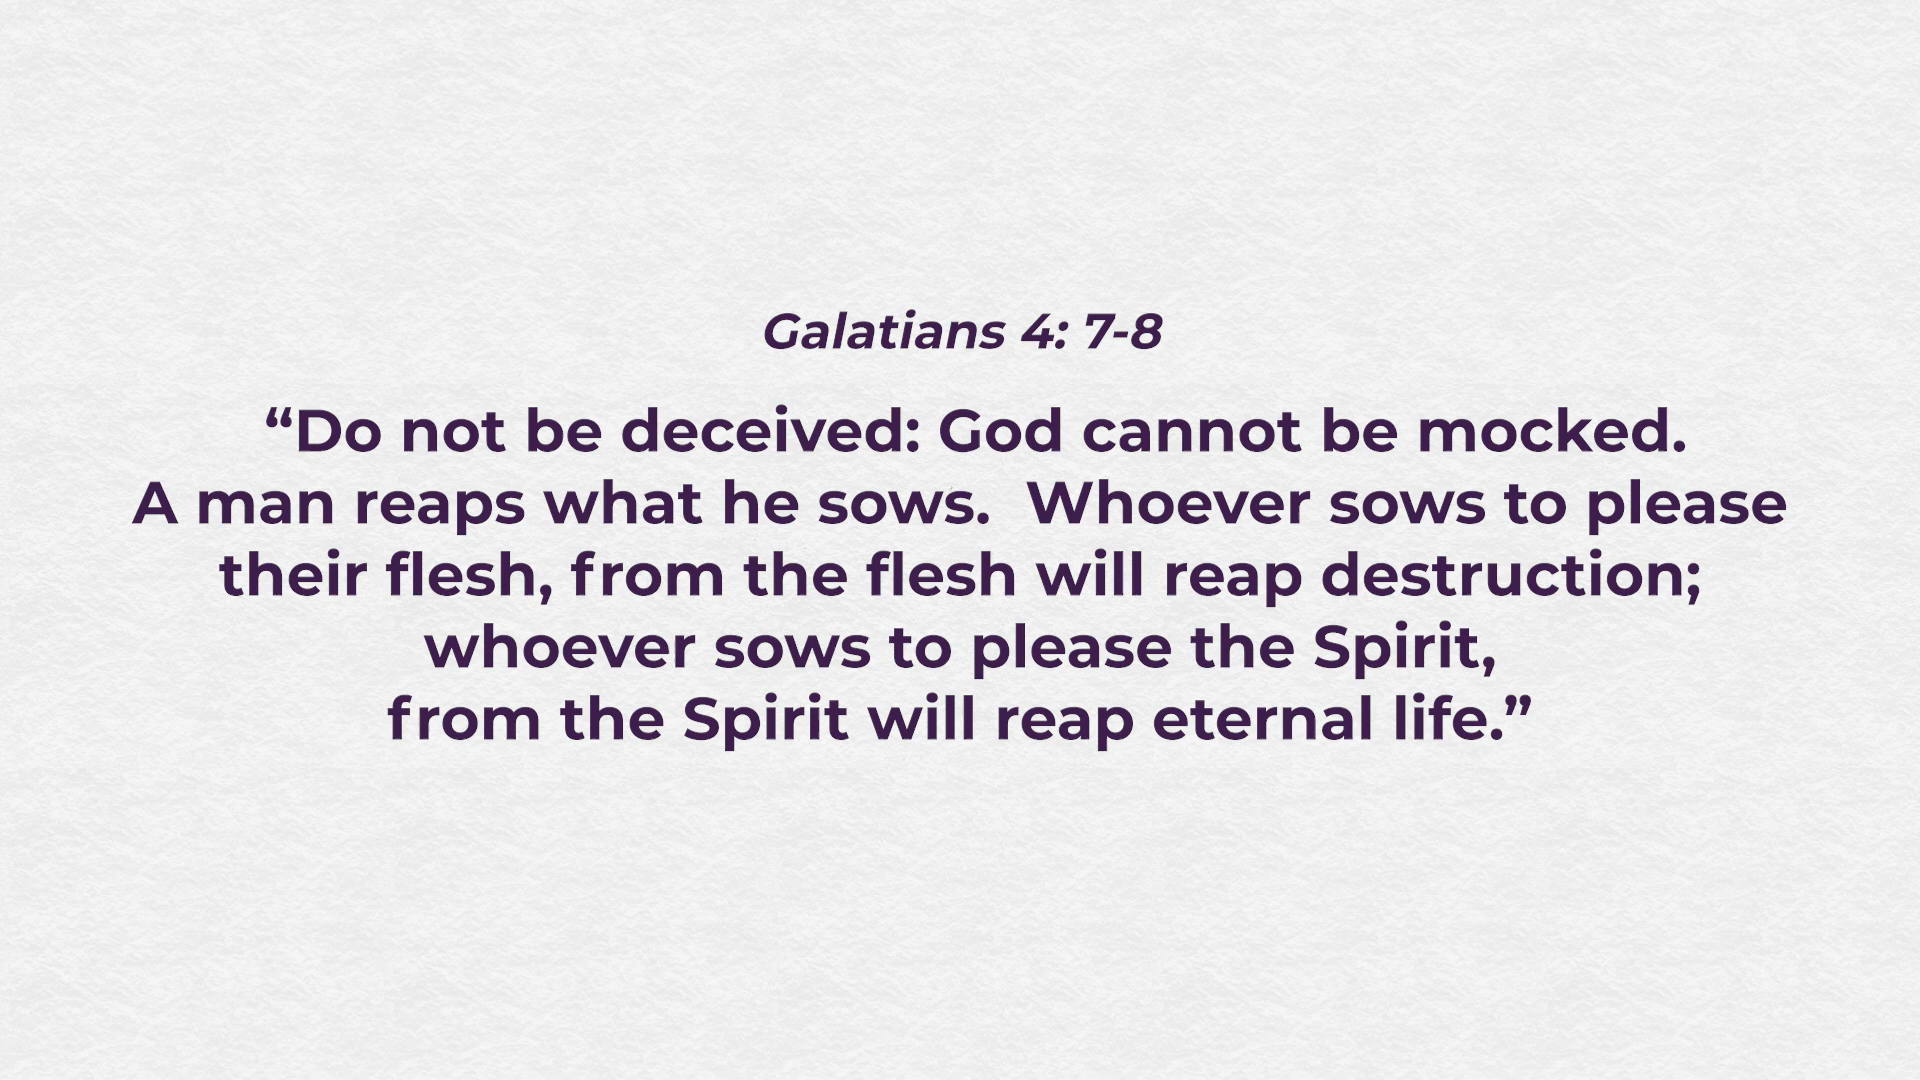 Galatians 4: 7-8
“Do not be deceived: God cannot be mocked.
A man reaps what he sows.  Whoever sows to please
their flesh, from the flesh will reap destruction;
whoever sows to please the Spirit,
from the Spirit will reap eternal life.”